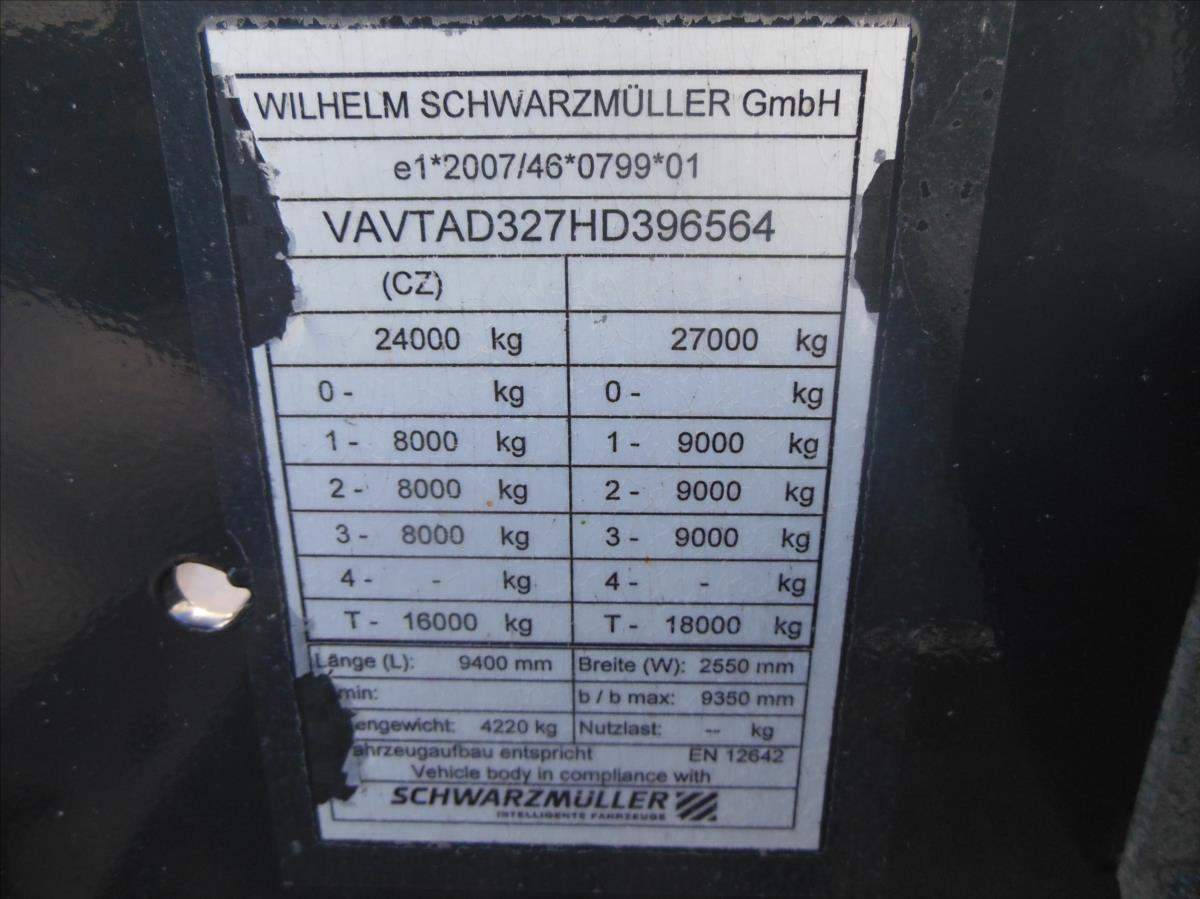 WILHELM SCHWARZMÜLLER GmbH
e1*2007/46*0799*01
VAVTAD327HD396564
(CZ)
24000 kg 27000 kg
0 - kg 0 - kg
1 - 8000 kg 1 - 9000 kg
2 - 8000 kg 2 - 9000 kg
3 - 8000 kg 3 - 9000 kg
4 - - kg 4 - - kg
T - 16000 kg T - 18000 kg
Länge (L): 9400 mm Breite (W): 2550 mm
min: b / b max: 9350 mm
engewicht: 4220 kg Nutzlast: -- kg
ahrzeugaufbau entspricht EN 12642
Vehicle body in compliance with
SCHWARZMÜLLER
INTELLIGENTE FAHRZEUGE